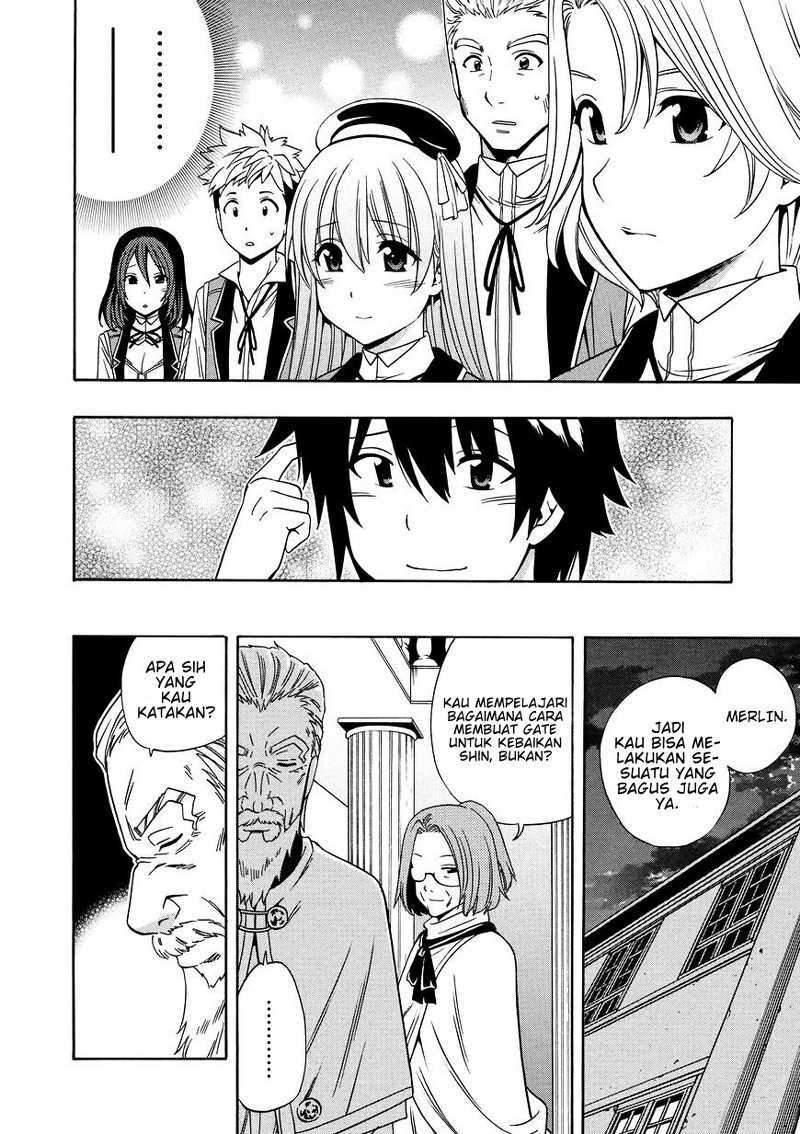 ........
MERLIN.
JADI
KAU BISA ME-
LAKUKAN SE-
SUATU YANG
BAGUS JUGA
YA.
KAU MEMPELAJARI
BAGAIMANA CARA
MEMBUAT GATE
UNTUK KEBAIKAN
SHIN, BUKAN?
........
APA SIH
YANG
KAU
KATAKAN?